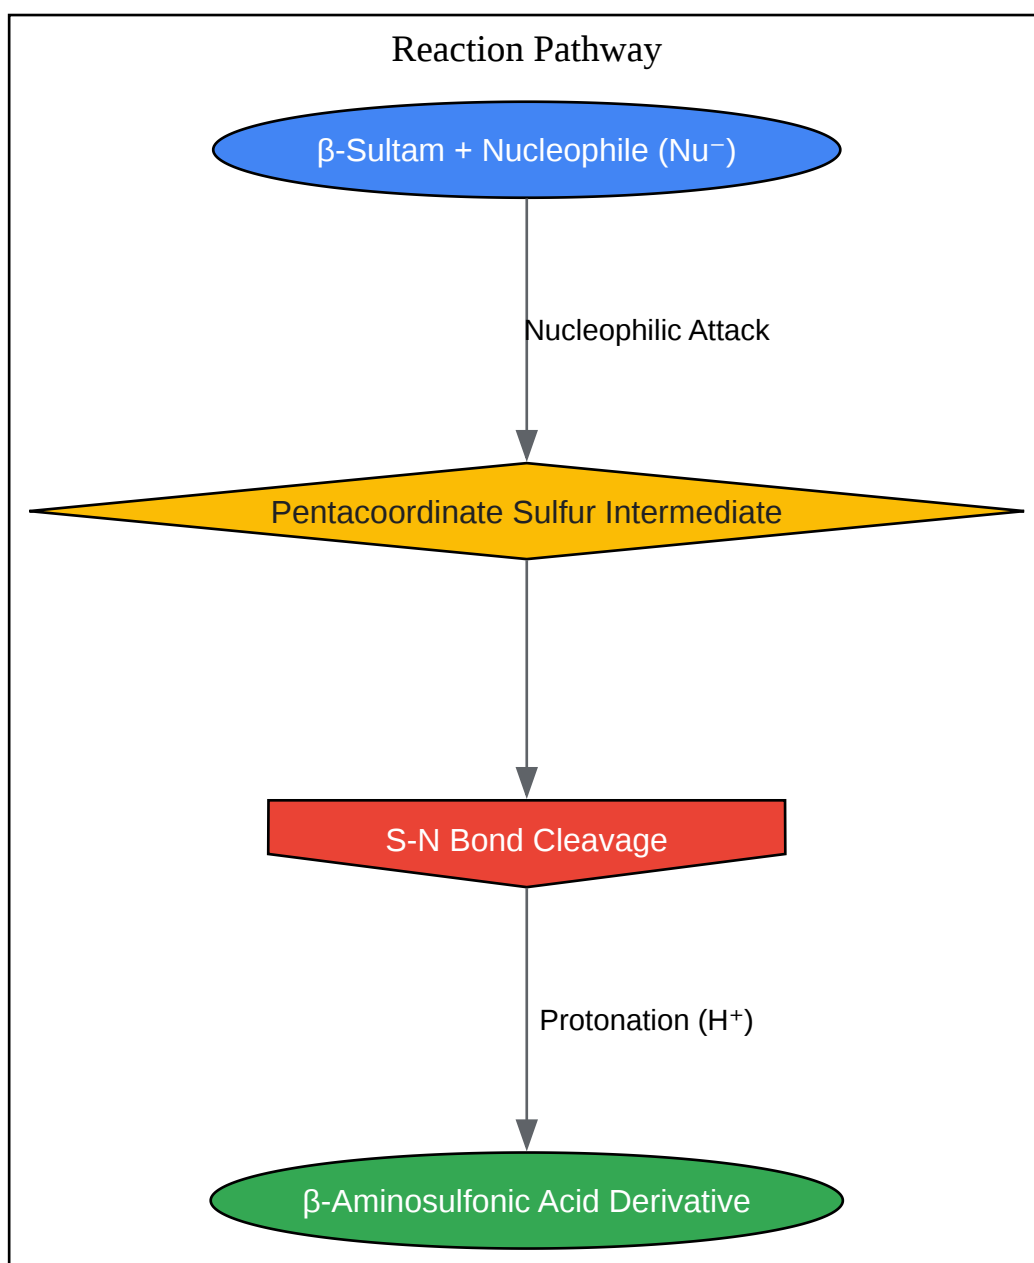 Reaction Pathway
β-Sultam + Nucleophile (Nu⁻)
Nucleophilic Attack
Pentacoordinate Sulfur Intermediate
S-N Bond Cleavage
Protonation (H⁺)
β-Aminosulfonic Acid Derivative